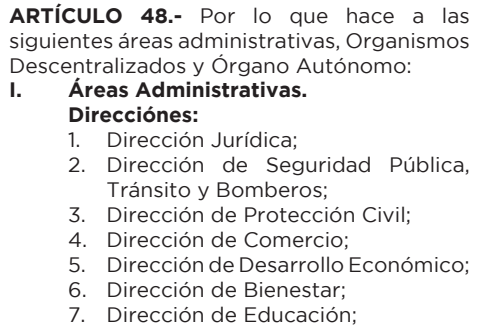 ARTÍCULO 48.- Por lo que hace a las
siguientes áreas administrativas, Organismos
Descentralizados y Órgano Autónomo:
I. Áreas Administrativas.
Direcciónes:
1. Dirección Jurídica;
2. Dirección de Seguridad Pública,
Tránsito y Bomberos;
3. Dirección de Protección Civil;
4. Dirección de Comercio;
5. Dirección de Desarrollo Económico;
6. Dirección de Bienestar;
7. Dirección de Educación;